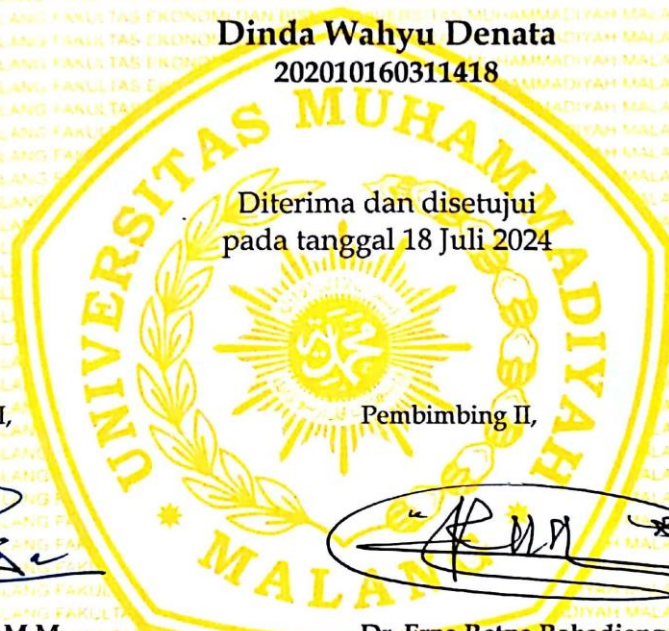 Dinda Wahyu Denata
202010160311418
UNIVERSITAS MUHAMMADIYAH
MALANG
Diterima dan disetujui
pada tanggal 18 Juli 2024
I,
Pembimbing II,
M.M.